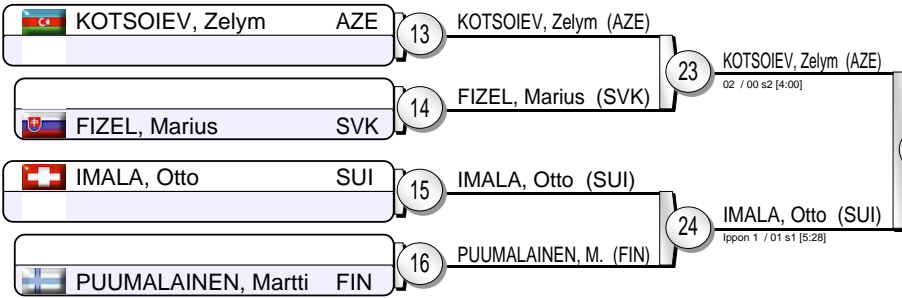 KOTSOIEV, Zelym AZE
13
KOTSOIEV, Zelym (AZE)
23
KOTSOIEV, Zelym (AZE)
02 / 00 s2 [4:00]
14
FIZEL, Marius (SVK)
FIZEL, Marius SVK
IMALA, Otto SUI
15
IMALA, Otto (SUI)
24
IMALA, Otto (SUI)
Ippon 1 / 01 s1 [5:28]
16
PUUMALAINEN, M. (FIN)
PUUMALAINEN, Martti FIN